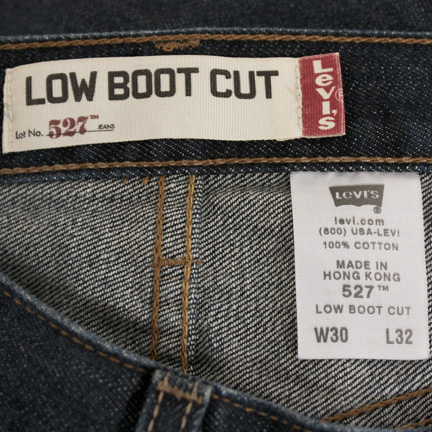 LOW BOOT CUT
Lot No. 527™ JEANS
Levi's®
LEVI'S
®
levi.com
(800) USA-LEVI
100% COTTON
MADE IN
HONG KONG
527™
LOW BOOT CUT
W30 L32